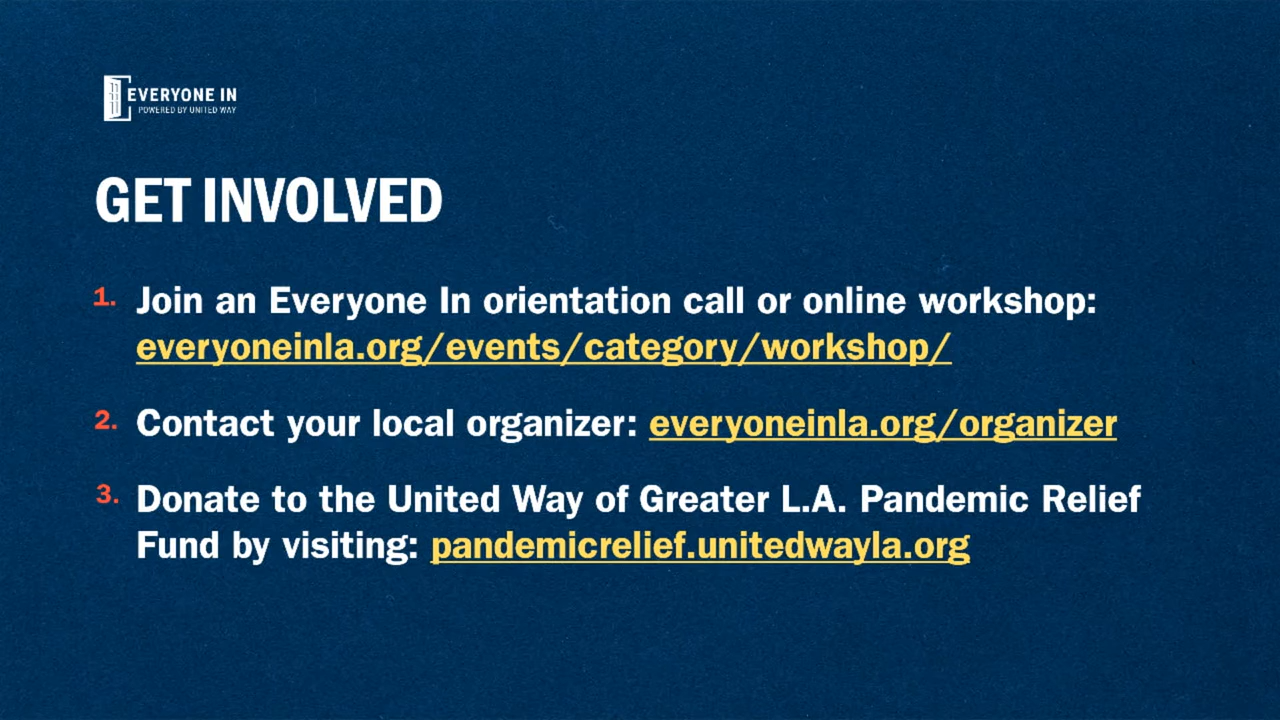 EVERYONE IN
POWERED BY UNITED WAY
GET INVOLVED
1. Join an Everyone In orientation call or online workshop:
everyoneinla.org/events/category/workshop/
2. Contact your local organizer: everyoneinla.org/organizer
3. Donate to the United Way of Greater L.A. Pandemic Relief
Fund by visiting: pandemicrelief.unitedwayla.org